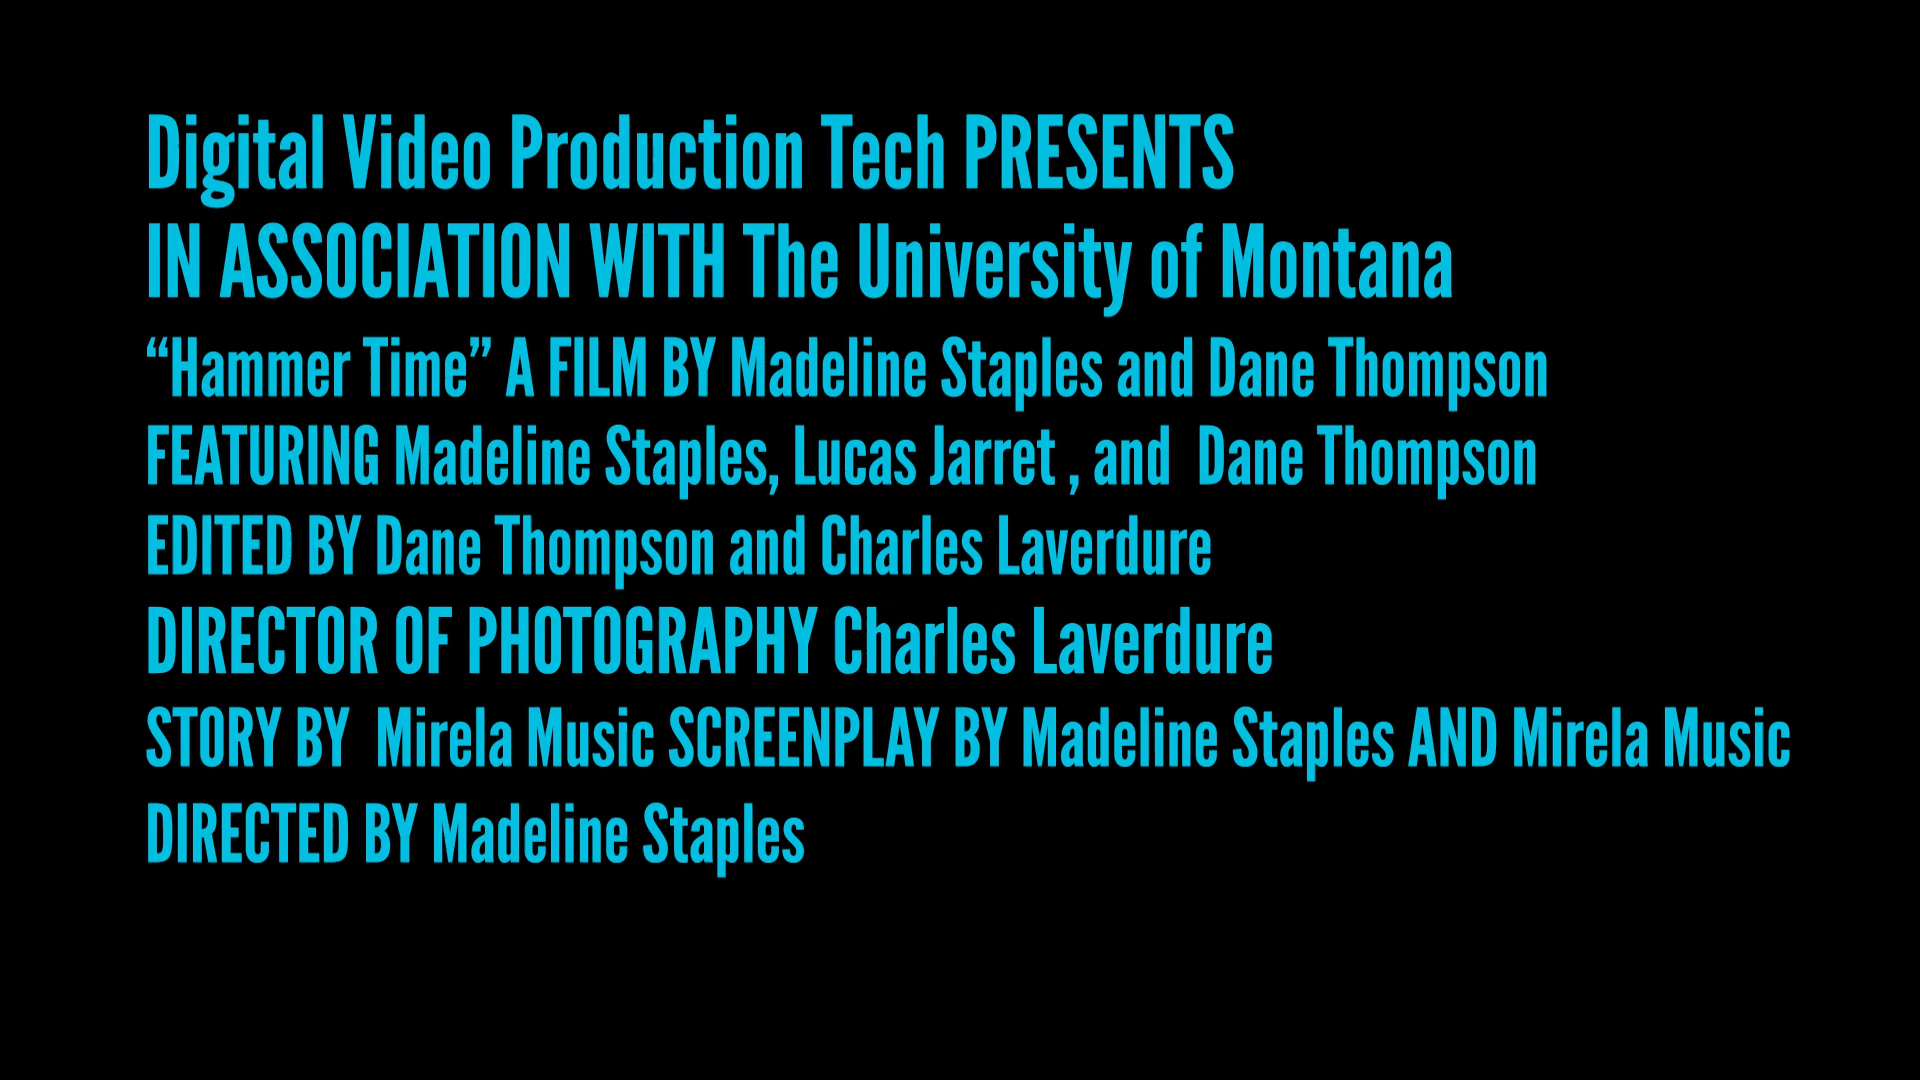 Digital Video Production Tech PRESENTS
IN ASSOCIATION WITH The University of Montana
“Hammer Time” A FILM BY Madeline Staples and Dane Thompson
FEATURING Madeline Staples, Lucas Jarret , and  Dane Thompson
EDITED BY Dane Thompson and Charles Laverdure
DIRECTOR OF PHOTOGRAPHY Charles Laverdure
STORY BY  Mirela Music SCREENPLAY BY Madeline Staples AND Mirela Music
DIRECTED BY Madeline Staples